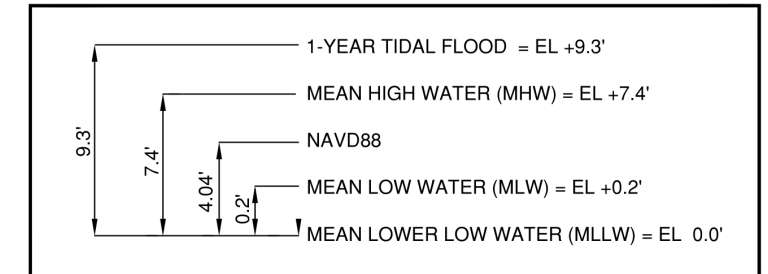 1-YEAR TIDAL FLOOD = EL +9.3'
MEAN HIGH WATER (MHW) = EL +7.4'
NAVD88
MEAN LOW WATER (MLW) = EL +0.2'
MEAN LOWER LOW WATER (MLLW) = EL 0.0'
9.3'
7.4'
4.04'
0.2'